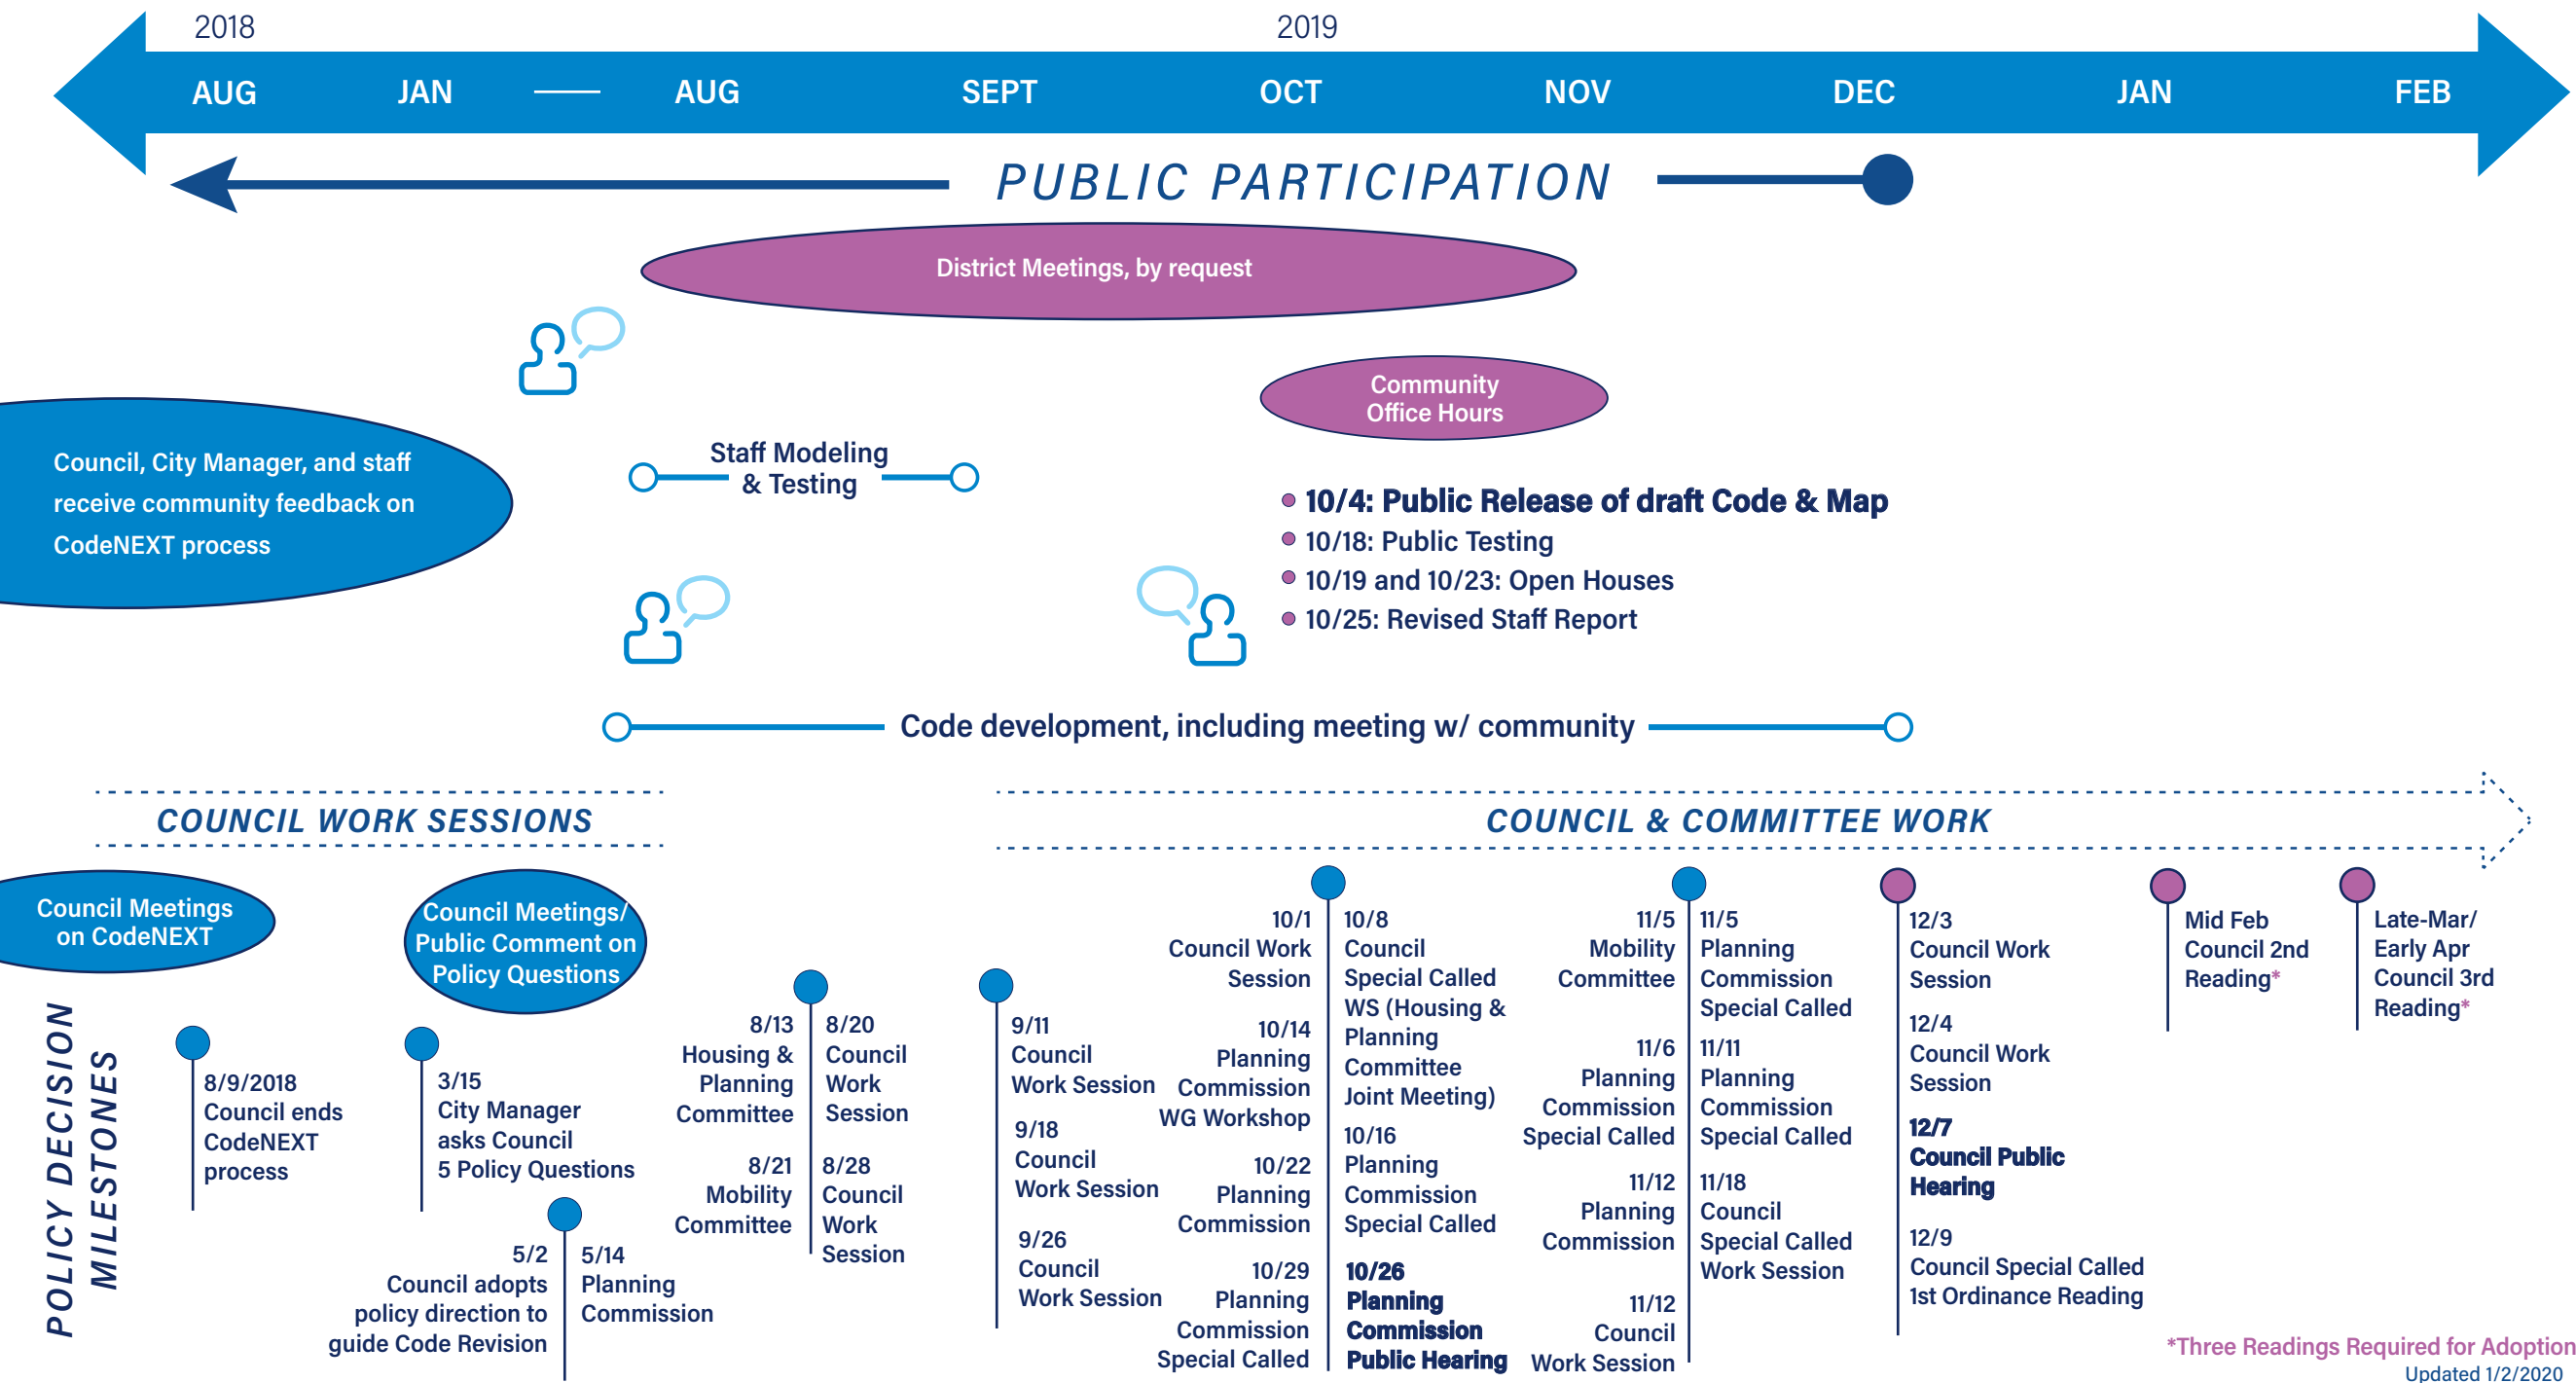 2018
2019
AUG
JAN
AUG
SEPT
OCT
NOV
DEC
JAN
FEB
PUBLIC PARTICIPATION
District Meetings, by request
Community
Office Hours
Council, City Manager, and staff
receive community feedback on
CodeNEXT process
Staff Modeling
& Testing
10/4: Public Release of draft Code & Map
10/18: Public Testing
10/19 and 10/23: Open Houses
10/25: Revised Staff Report
Code development, including meeting w/ community
COUNCIL WORK SESSIONS
COUNCIL & COMMITTEE WORK
Council Meetings
on CodeNEXT
Council Meetings/
Public Comment on
Policy Questions
POLICY DECISION
MILESTONES
8/9/2018
Council ends
CodeNEXT
process
3/15
City Manager
asks Council
5 Policy Questions
5/2
Council adopts
policy direction to
guide Code Revision
5/14
Planning
Commission
8/13
Housing &
Planning
Committee
8/21
Mobility
Committee
8/20
Council
Work
Session
8/28
Council
Work
Session
9/11
Council
Work Session
9/18
Council
Work Session
9/26
Council
Work Session
10/1
Council Work
Session
10/14
Planning
Commission
WG Workshop
10/22
Planning
Commission
10/29
Planning
Commission
Special Called
10/8
Council
Special Called
WS (Housing &
Planning
Committee
Joint Meeting)
10/16
Planning
Commission
Special Called
10/26
Planning
Commission
Public Hearing
11/5
Mobility
Committee
11/6
Planning
Commission
Special Called
11/12
Planning
Commission
11/12
Council
Work Session
11/5
Planning
Commission
Special Called
11/11
Planning
Commission
Special Called
11/18
Council
Special Called
Work Session
12/3
Council Work
Session
12/4
Council Work
Session
12/7
Council Public
Hearing
12/9
Council Special Called
1st Ordinance Reading
Mid Feb
Council 2nd
Reading*
Late-Mar/
Early Apr
Council 3rd
Reading*
*Three Readings Required for Adoption
Updated 1/2/2020